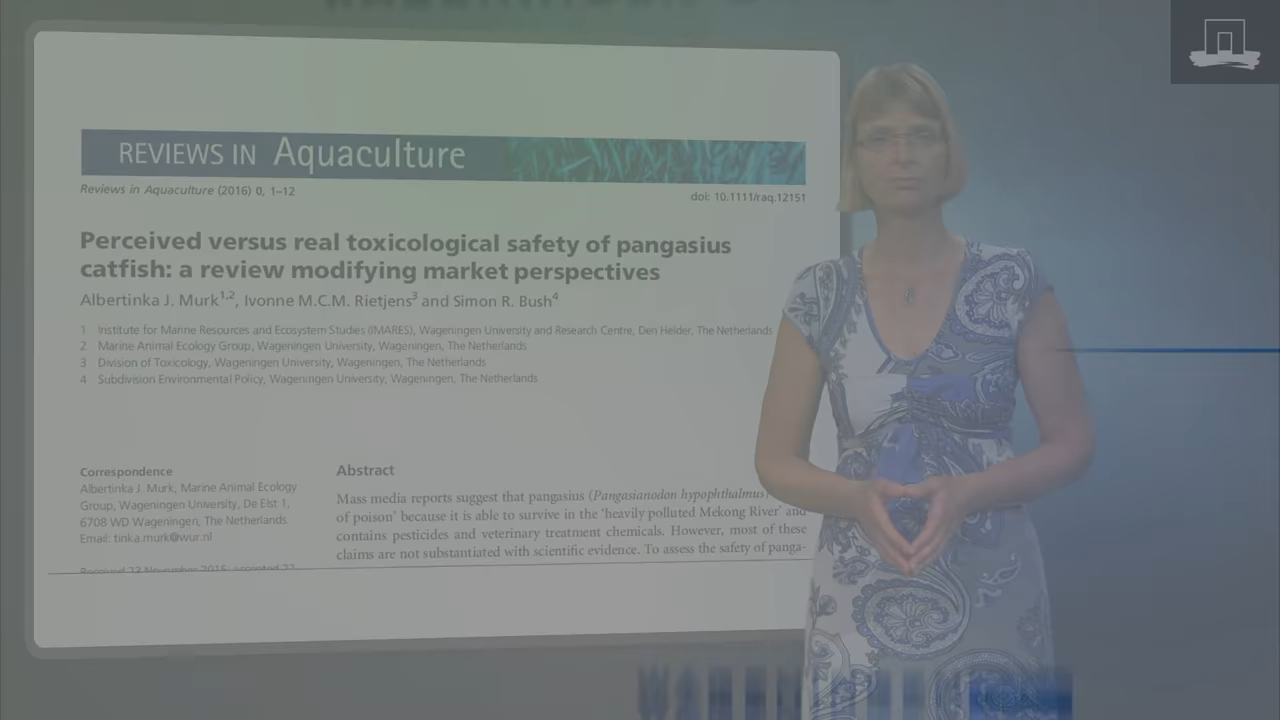 REVIEWS IN Aquaculture
Reviews in Aquaculture (2016) 0, 1–12
doi: 10.1111/raq.12151
Perceived versus real toxicological safety of pangasius
catfish: a review modifying market perspectives
Albertinka J. Murk1,2, Ivonne M.C.M. Rietjens3 and Simon R. Bush4
1 Institute for Marine Resources and Ecosystem Studies (IMARES), Wageningen University and Research Centre, Den Helder, The Netherlands
2 Marine Animal Ecology Group, Wageningen University, Wageningen, The Netherlands
3 Division of Toxicology, Wageningen University, Wageningen, The Netherlands
4 Subdivision Environmental Policy, Wageningen University, Wageningen, The Netherlands
Correspondence
Albertinka J. Murk, Marine Animal Ecology
Group, Wageningen University, De Elst 1,
6708 WD Wageningen, The Netherlands.
Email: tinka.murk@wur.nl
Received 23 November 2015; accepted 22
Abstract
Mass media reports suggest that pangasius (Pangasianodon hypophthalmus)
of poison' because it is able to survive in the 'heavily polluted Mekong River' and
contains pesticides and veterinary treatment chemicals. However, most of these
claims are not substantiated with scientific evidence. To assess the safety of panga-